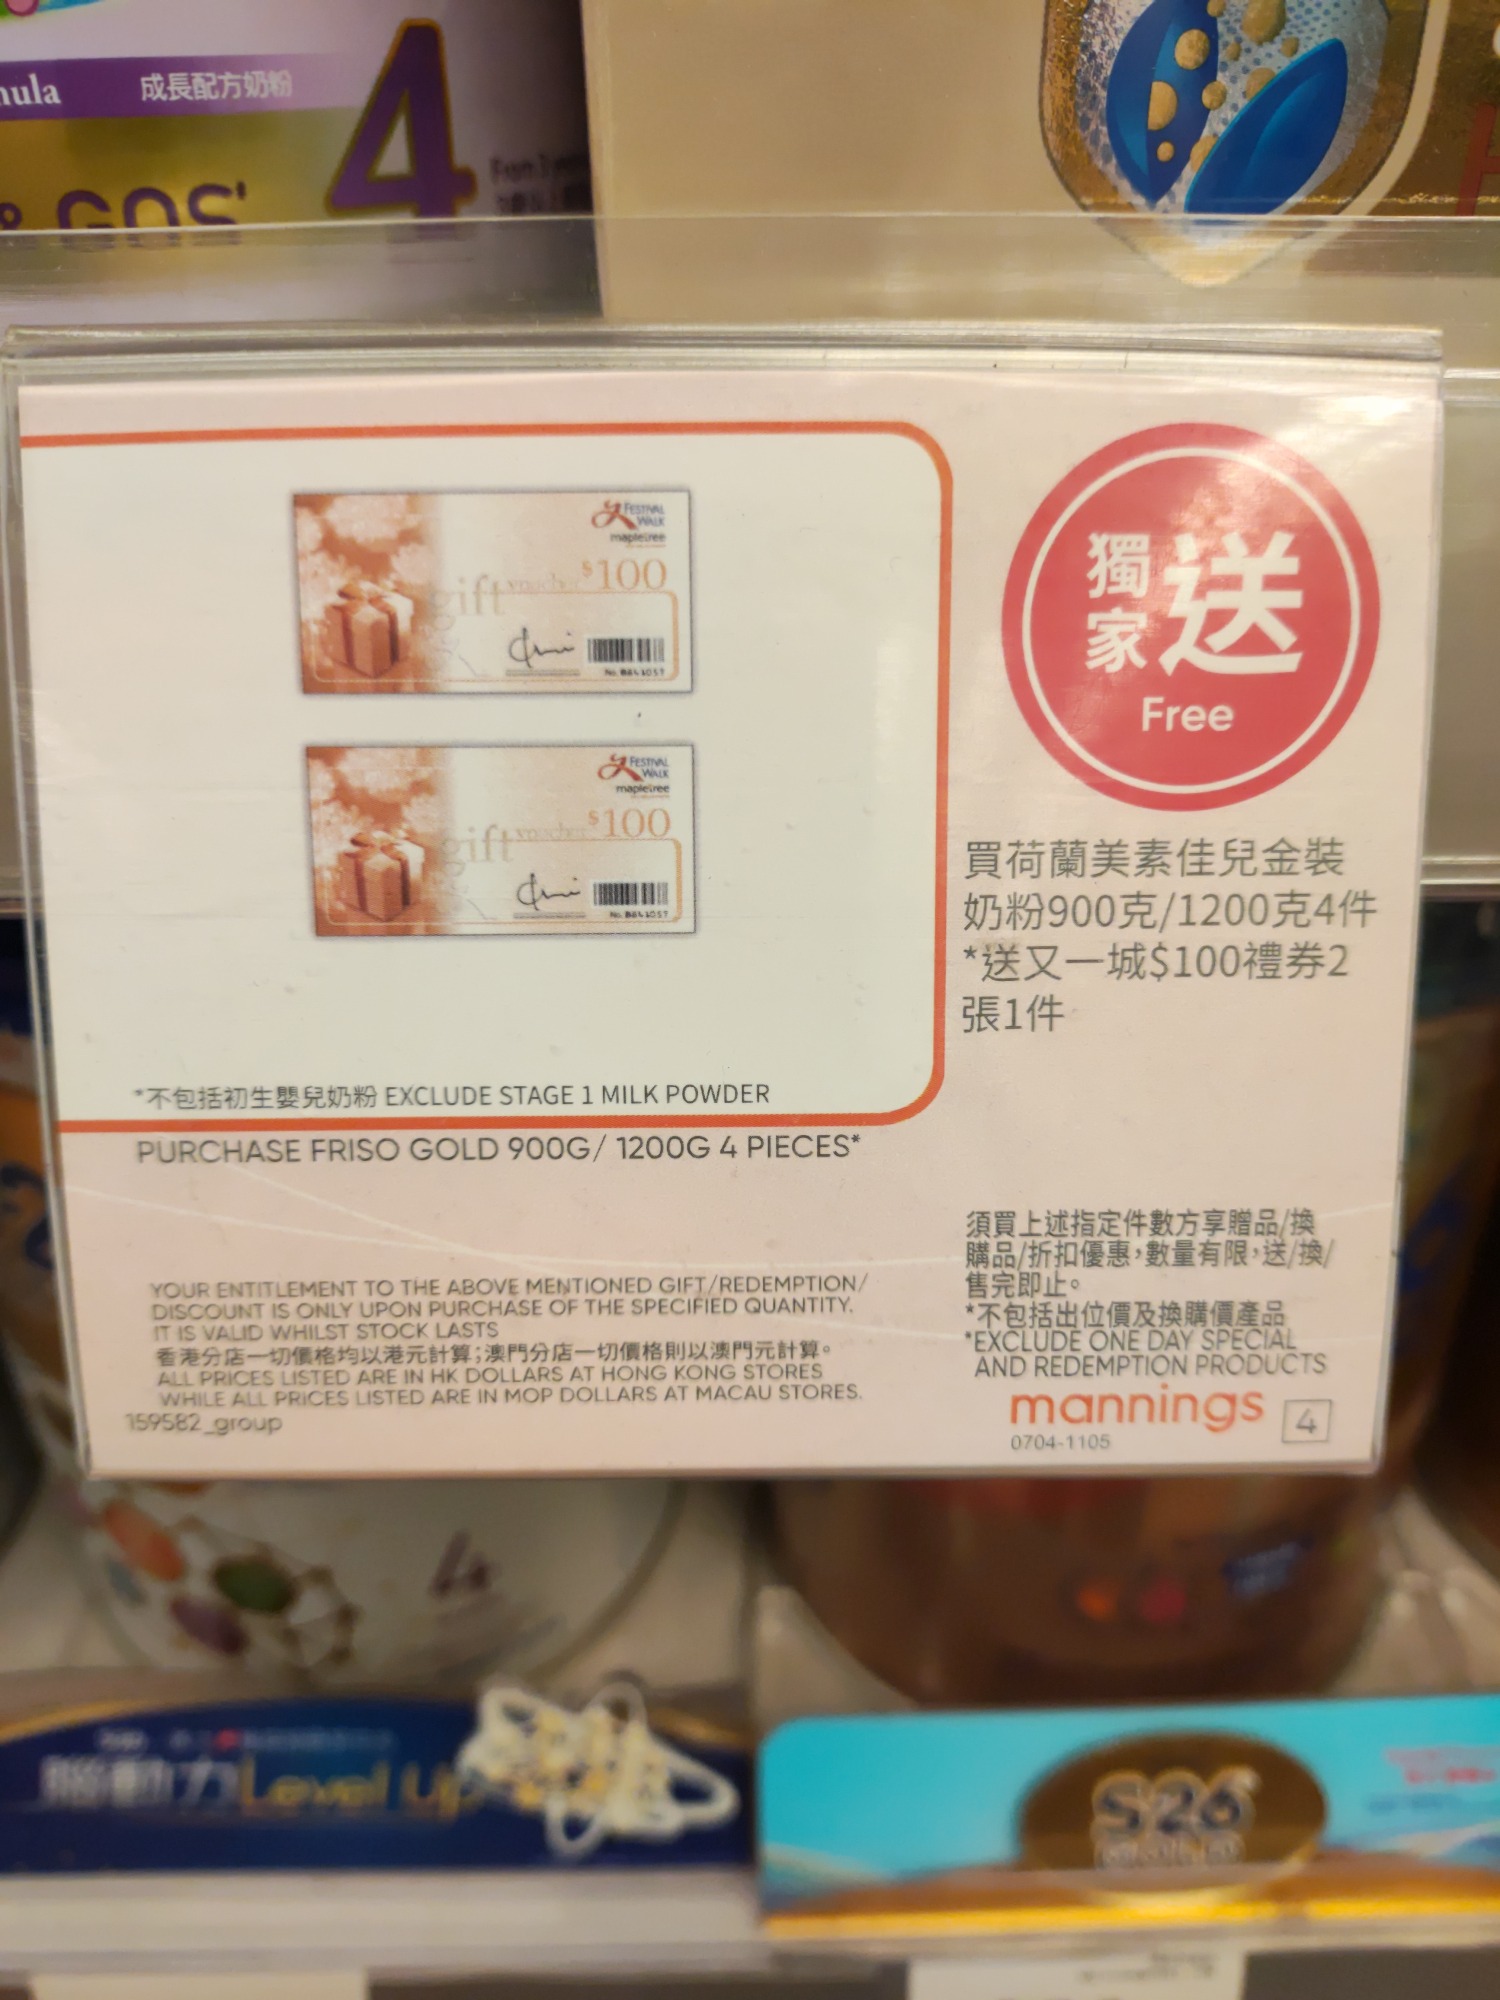 成長配方奶粉
4
GOS'
FESTIVAL
WALK
mapletree
gift voucher $100
FESTIVAL
WALK
mapletree
gift voucher $100
獨家送
Free
買荷蘭美素佳兒金裝
奶粉900克/1200克4件
*送又一城$100禮券2
張1件
*不包括初生嬰兒奶粉 EXCLUDE STAGE 1 MILK POWDER
PURCHASE FRISO GOLD 900G/ 1200G 4 PIECES*
YOUR ENTITLEMENT TO THE ABOVE MENTIONED GIFT/REDEMPTION/
DISCOUNT IS ONLY UPON PURCHASE OF THE SPECIFIED QUANTITY.
IT IS VALID WHILST STOCK LASTS
香港分店一切價格均以港元計算;澳門分店一切價格則以澳門元計算。
ALL PRICES LISTED ARE IN HK DOLLARS AT HONG KONG STORES
WHILE ALL PRICES LISTED ARE IN MOP DOLLARS AT MACAU STORES.
159582_group
須買上述指定件數方享贈品/換
購品/折扣優惠,數量有限,送/換/
售完即止。
*不包括出位價及換購價產品
*EXCLUDE ONE DAY SPECIAL
AND REDEMPTION PRODUCTS
mannings 4
0704-1105
腦動力Level Up
S26